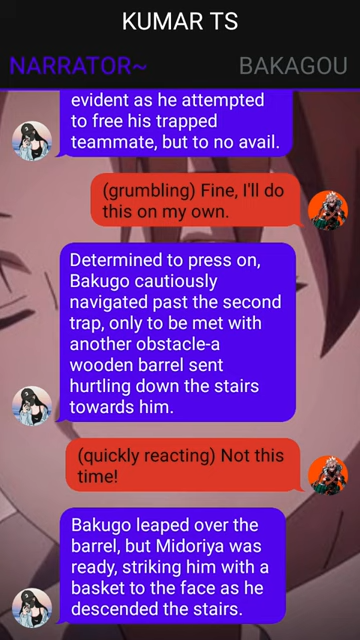 KUMAR TS
NARRATOR~
BAKAGOU
evident as he attempted
to free his trapped
teammate, but to no avail.
(grumbling) Fine, I'll do
this on my own.
Determined to press on,
Bakugo cautiously
navigated past the second
trap, only to be met with
another obstacle-a
wooden barrel sent
hurtling down the stairs
towards him.
(quickly reacting) Not this
time!
Bakugo leaped over the
barrel, but Midoriya was
ready, striking him with a
basket to the face as he
descended the stairs.